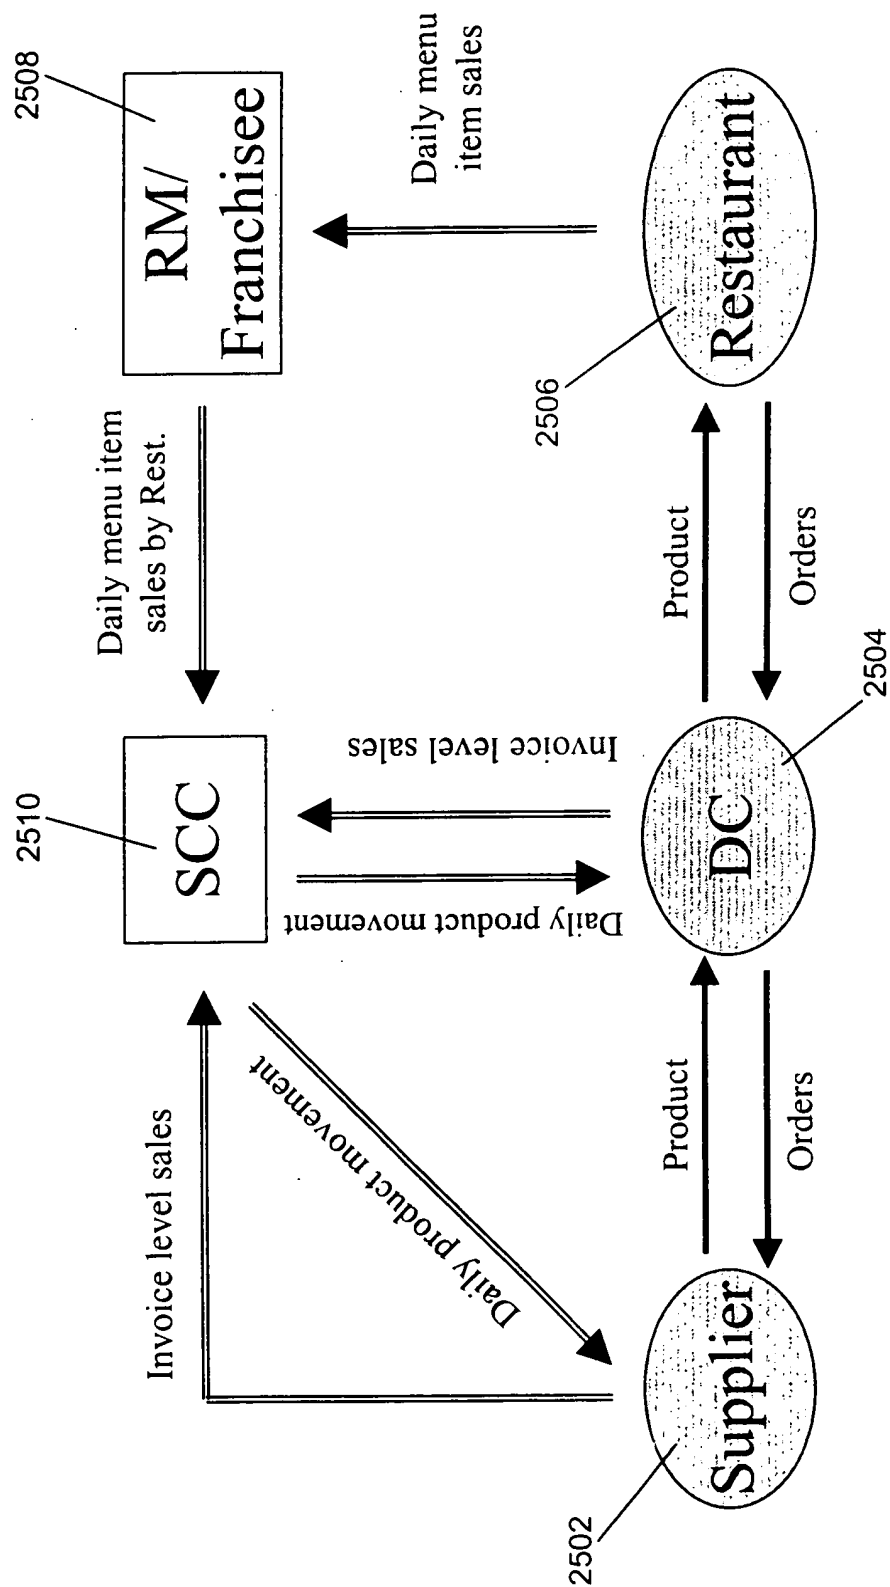 2510
SCC
Daily menu item
sales by Rest.
2508
RM/
Franchisee
Invoice level sales
Daily product movement
Daily product movement
Invoice level sales
Daily menu
item sales
2502
Supplier
Product
Orders
DC
2504
Product
Orders
2506
Restaurant